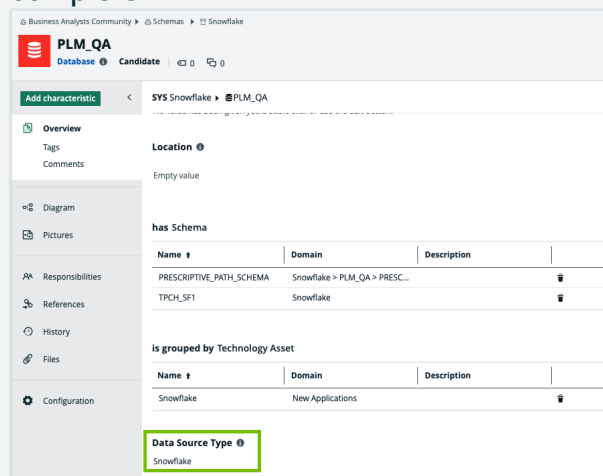 Business Analysts Community ▸ Schemas ▸ Snowflake
PLM_QA
Database Candidate 0 0
Add characteristic <
SYS Snowflake ▸ PLM_QA
Overview
Tags
Comments
Diagram
Pictures
Responsibilities
References
History
Files
Configuration
Location
Empty value
has Schema
Name ↑ Domain Description
PRESCRIPTIVE_PATH_SCHEMA Snowflake > PLM_QA > PRESC...
TPCH_SF1 Snowflake
is grouped by Technology Asset
Name ↑ Domain Description
Snowflake New Applications
Data Source Type
Snowflake